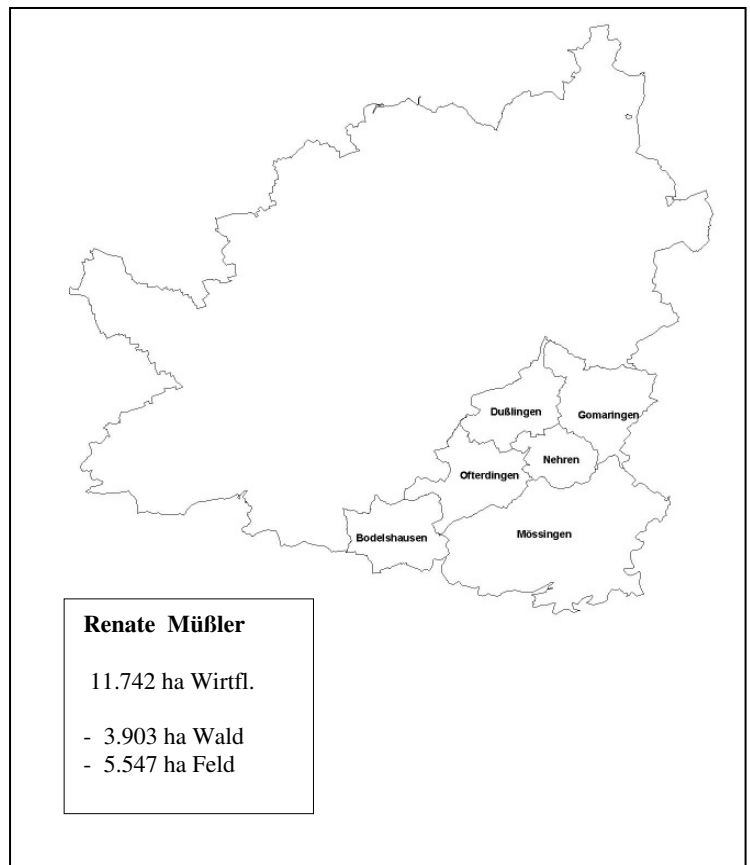 Dußlingen
Gomaringen
Nehren
Ofterdingen
Mössingen
Bodelshausen
Renate Müßler
11.742 ha Wirtfl.
- 3.903 ha Wald
- 5.547 ha Feld